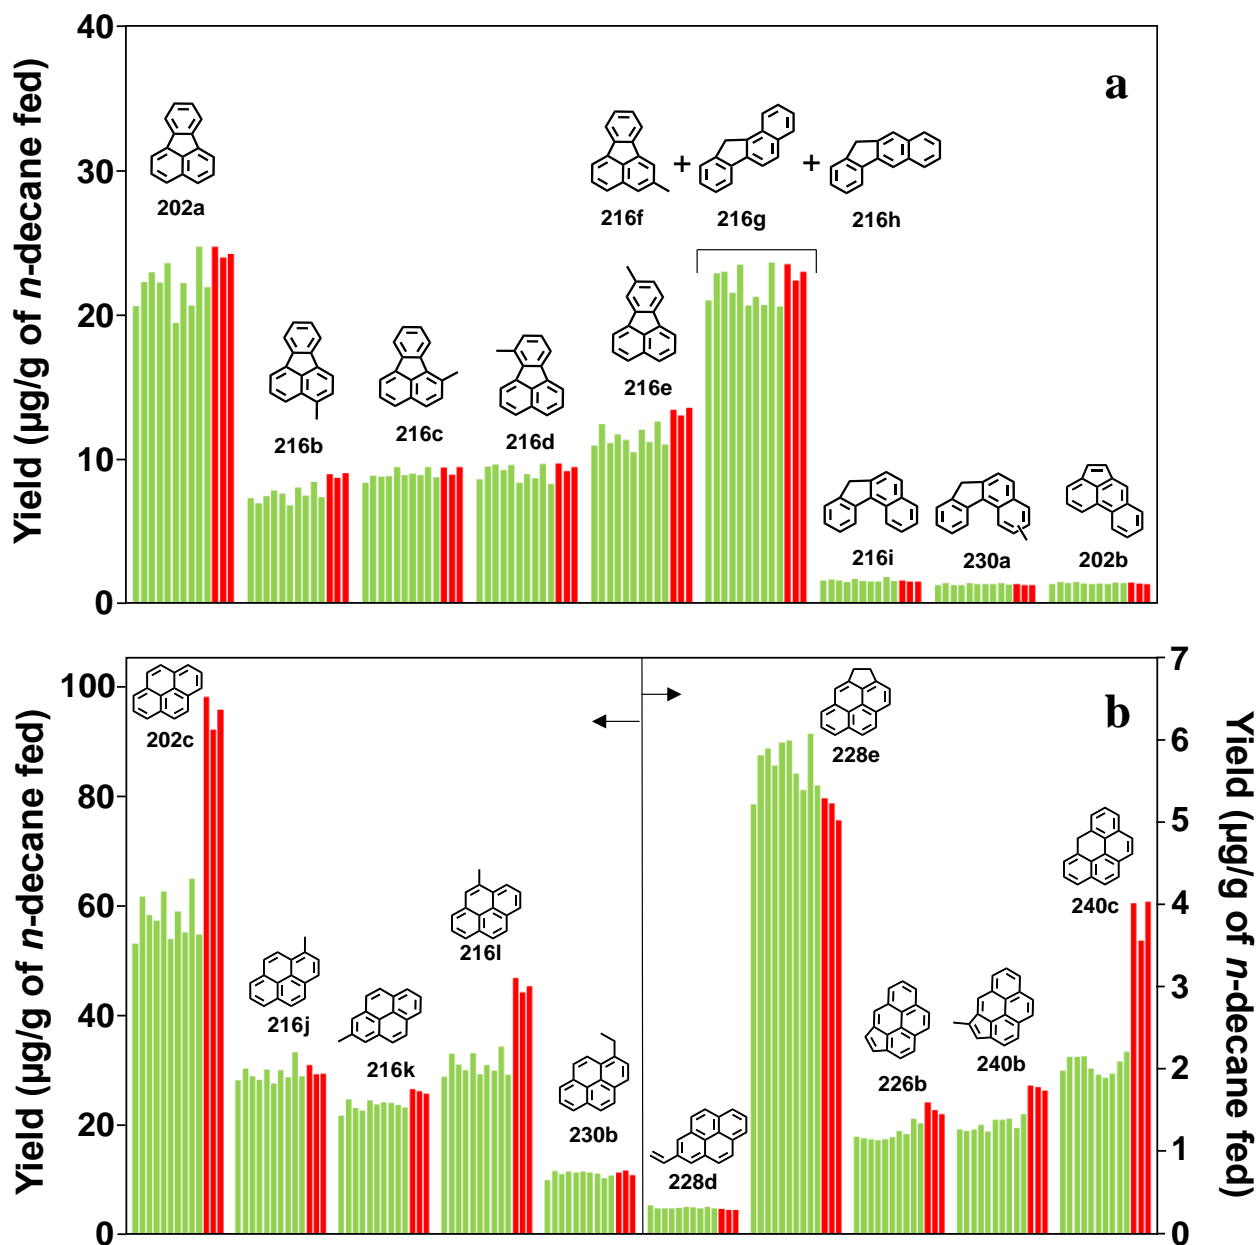 Yield (µg/g of n-decane fed)
40
30
20
10
0
a
202a
216b
216c
216d
216e
216f
+
216g
+
216h
216i
230a
202b
Yield (µg/g of n-decane fed)
100
80
60
40
20
0
b
202c
216j
216k
216l
230b
228d
228e
226b
240b
240c
7
6
5
4
3
2
1
0
Yield (µg/g of n-decane fed)